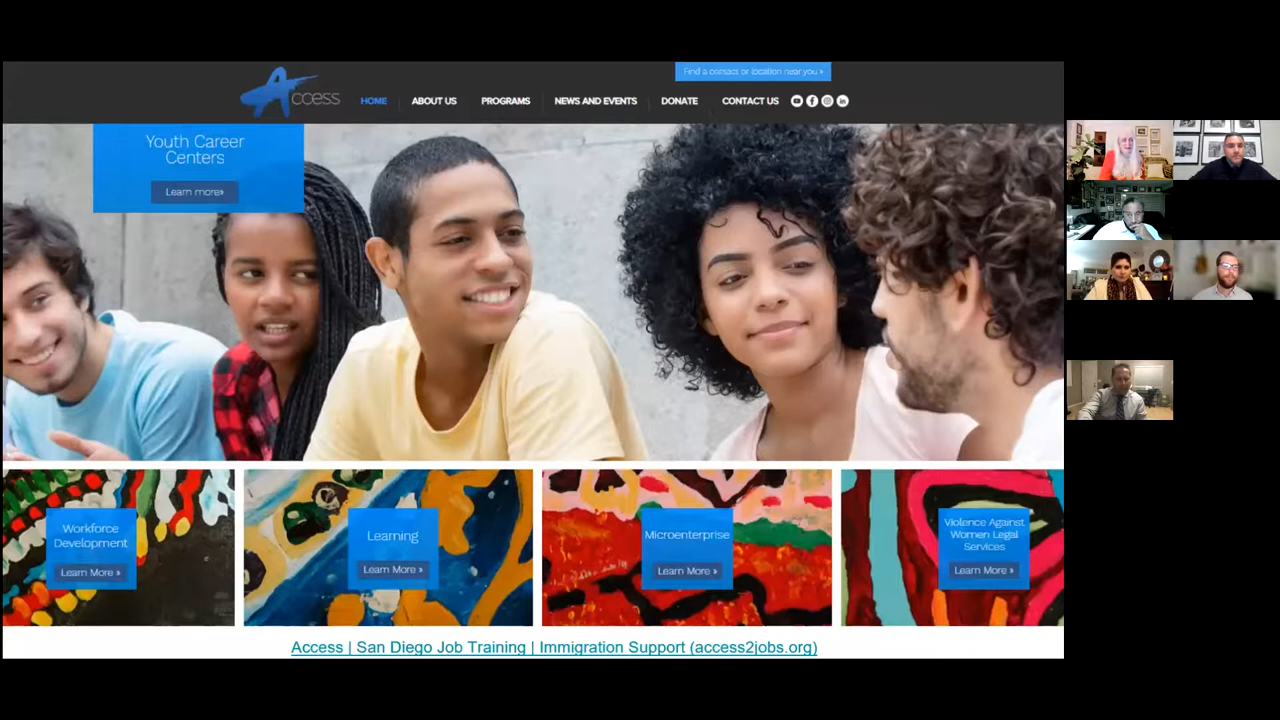 Find a contact or location near you »
Access
HOME
ABOUT US
PROGRAMS
NEWS AND EVENTS
DONATE
CONTACT US
Youth Career
Centers
Learn more»
Workforce
Development
Learn More »
Learning
Learn More »
Microenterprise
Learn More »
Violence Against
Women Legal
Services
Learn More »
Access | San Diego Job Training | Immigration Support (access2jobs.org)